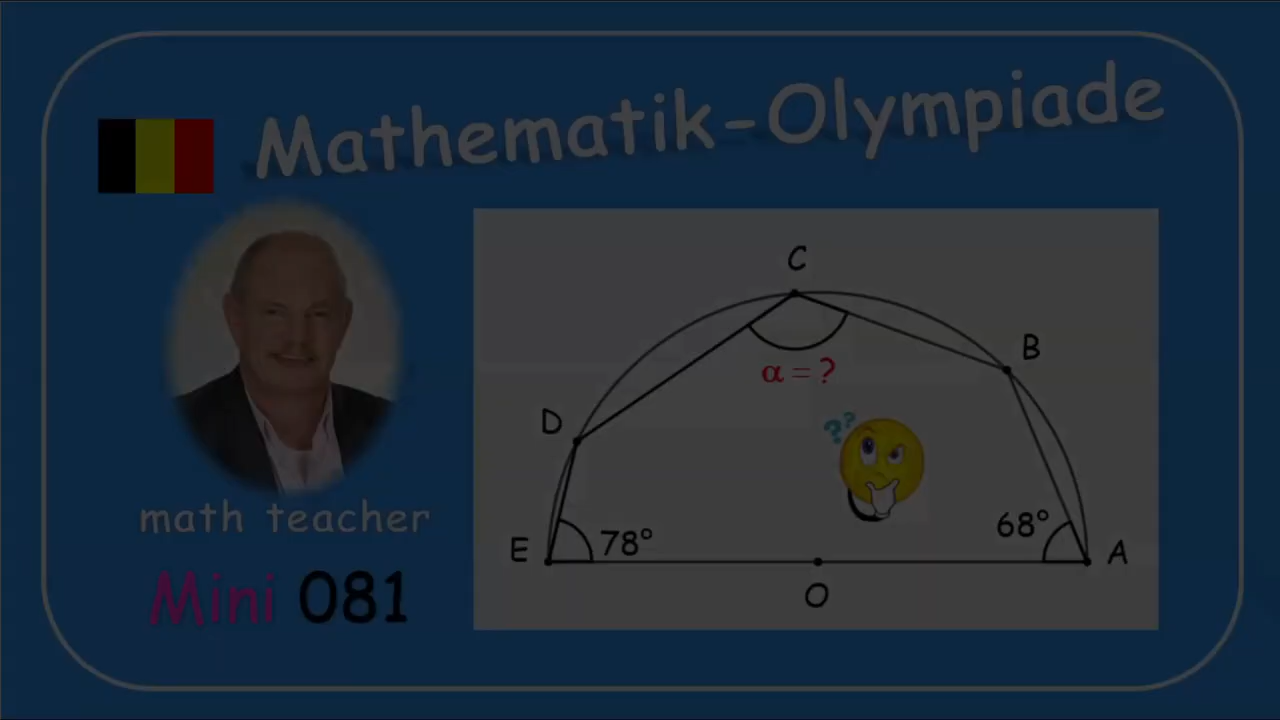 Mathematik-Olympiade
C
B
α = ?
D
??
E
78°
68°
A
O
math teacher
Mini 081